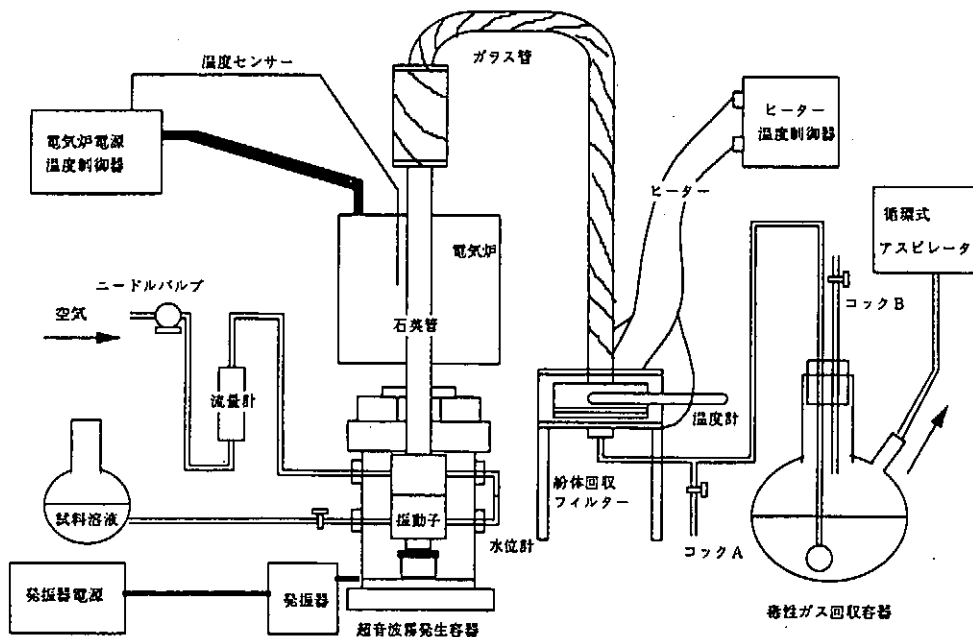 ガラス管
温度センサー
ヒーター
温度制御器
電気炉電源
温度制御器
ヒーター
循環式
アスピレータ
電気炉
コックB
ニードルバルブ
空気
石英管
流量計
温度計
粉体回収
フィルター
試料溶液
振動子
水位計
コックA
発振器電源
発振器
毒性ガス回収容器
超音波霧発生容器